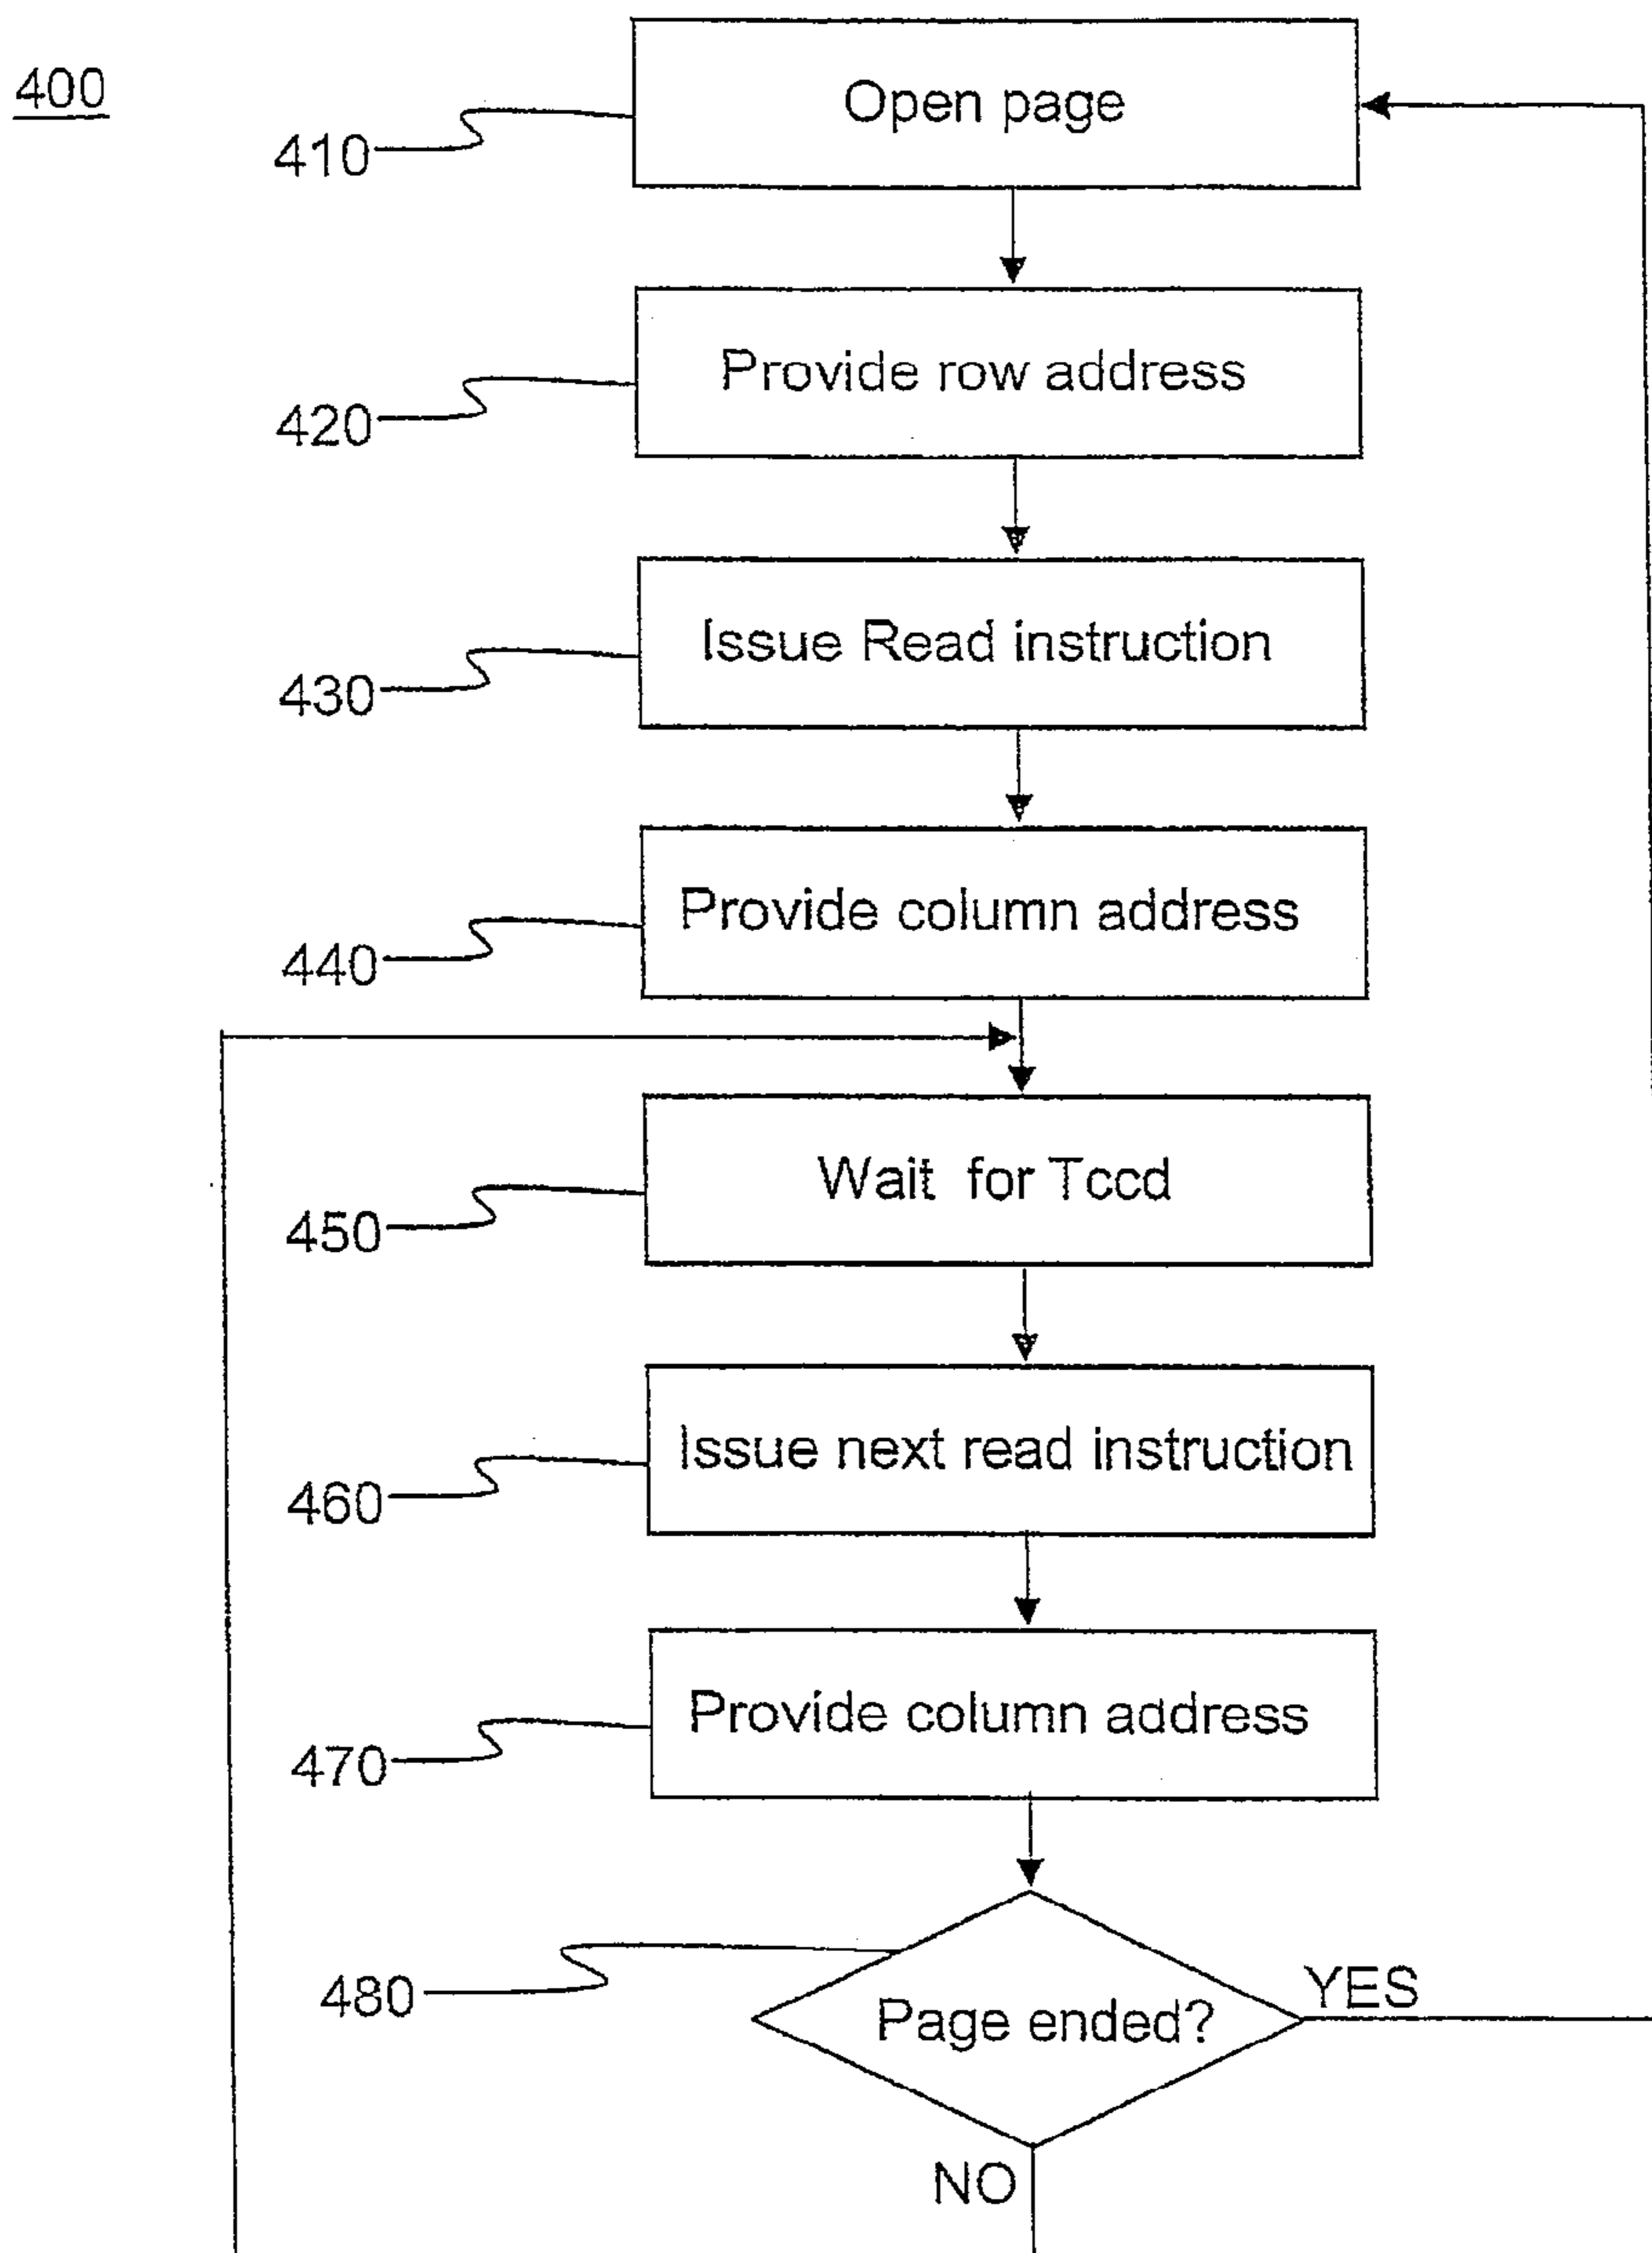 400
Open page
410
Provide row address
420
Issue Read instruction
430
Provide column address
440
Wait for Tccd
450
Issue next read instruction
460
Provide column address
470
Page ended?
480
YES
NO